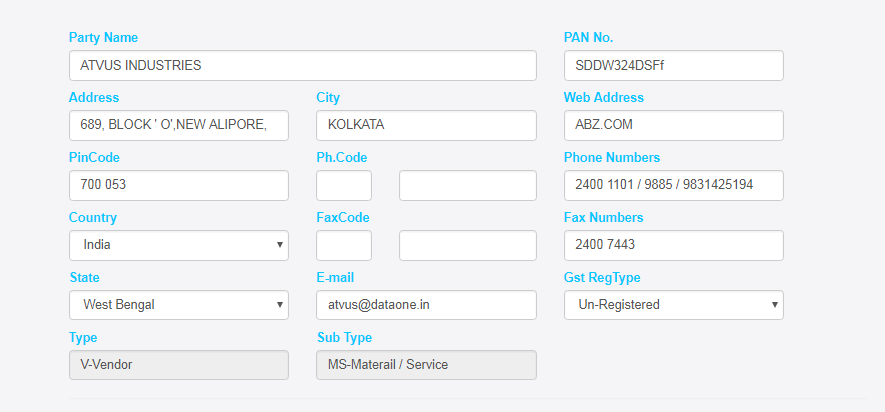 Party Name PAN No.
ATVUS INDUSTRIES SDDW324DSFf
Address City Web Address
689, BLOCK ' O',NEW ALIPORE, KOLKATA ABZ.COM
PinCode Ph.Code Phone Numbers
700 053 2400 1101 / 9885 / 9831425194
Country FaxCode Fax Numbers
India 2400 7443
State E-mail Gst RegType
West Bengal atvus@dataone.in Un-Registered
Type Sub Type
V-Vendor MS-Materail / Service